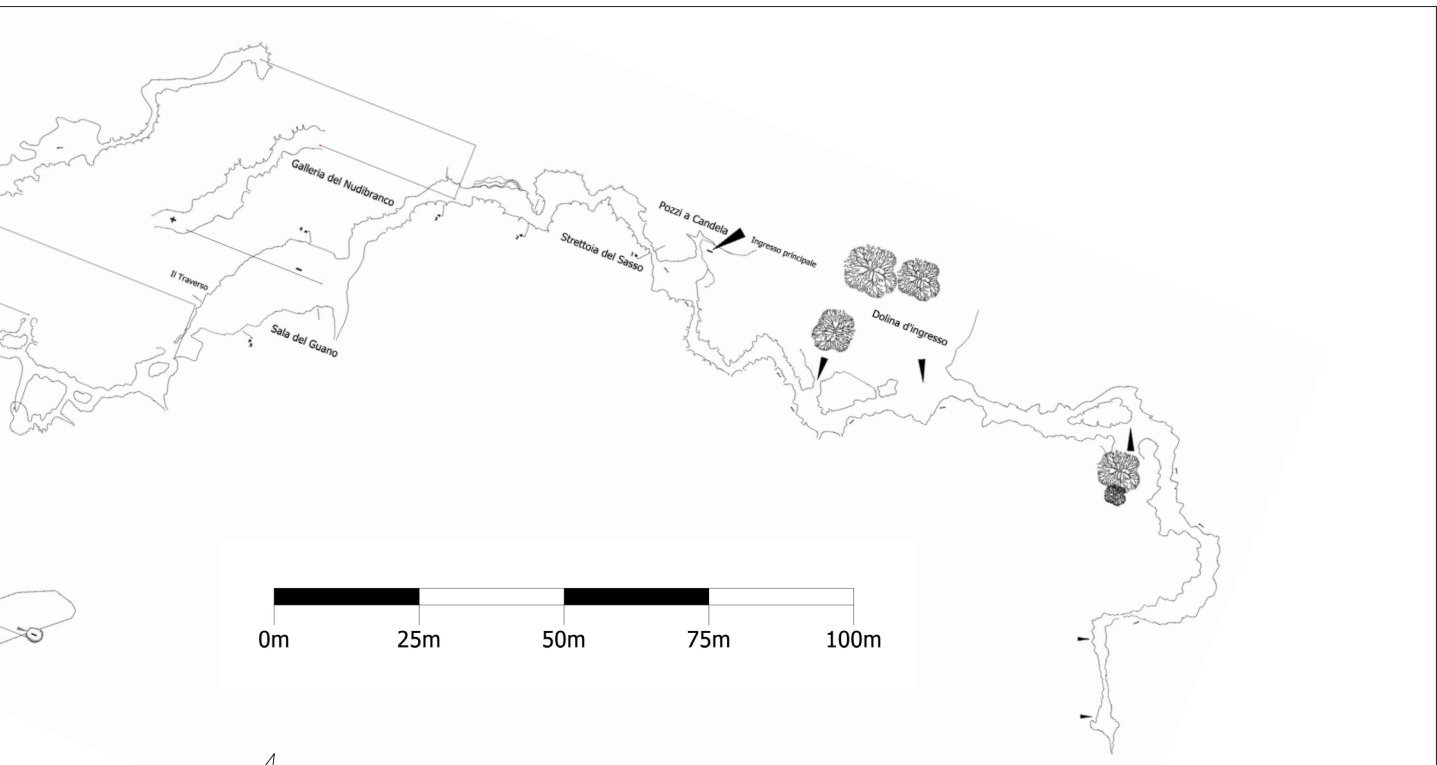 Galleria del Nudibranco
Pozzi a Candela
Ingresso principale
Strettoia del Sasso
Il Traverso
Sala del Guano
Dolina d'ingresso
0m 25m 50m 75m 100m